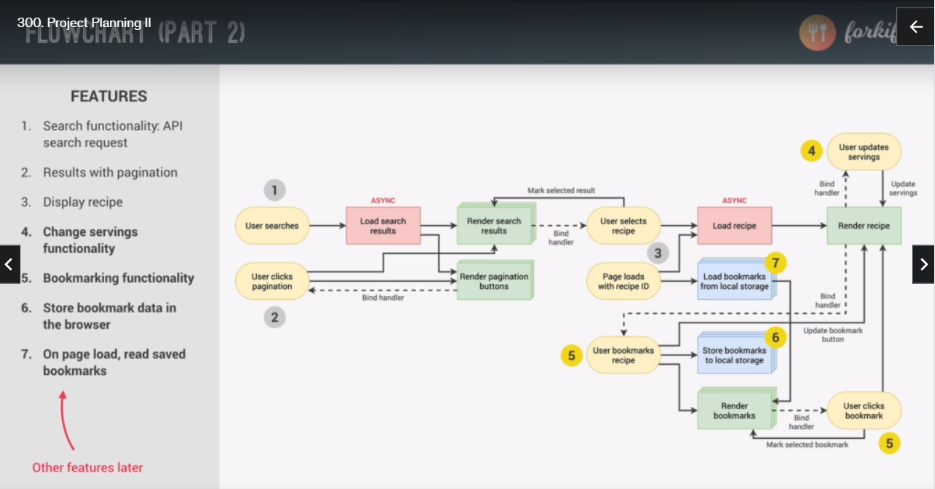 300. Project Planning II
FLOWCHART (PART 2)
FEATURES
1. Search functionality: API
search request
2. Results with pagination
3. Display recipe
4. Change servings
functionality
5. Bookmarking functionality
6. Store bookmark data in
the browser
7. On page load, read saved
bookmarks
Other features later
1
User searches
ASYNC
Load search
results
Render search
results
Mark selected result
Bind
handler
User selects
recipe
3
ASYNC
Load recipe
4
User updates
servings
Bind
handler
Update
servings
Render recipe
User clicks
pagination
2
Bind handler
Render pagination
buttons
Page loads
with recipe ID
7
Load bookmarks
from local storage
Bind
handler
Update bookmark
button
5
User bookmarks
recipe
6
Store bookmarks
to local storage
Render
bookmarks
Bind
handler
User clicks
bookmark
Mark selected bookmark
5